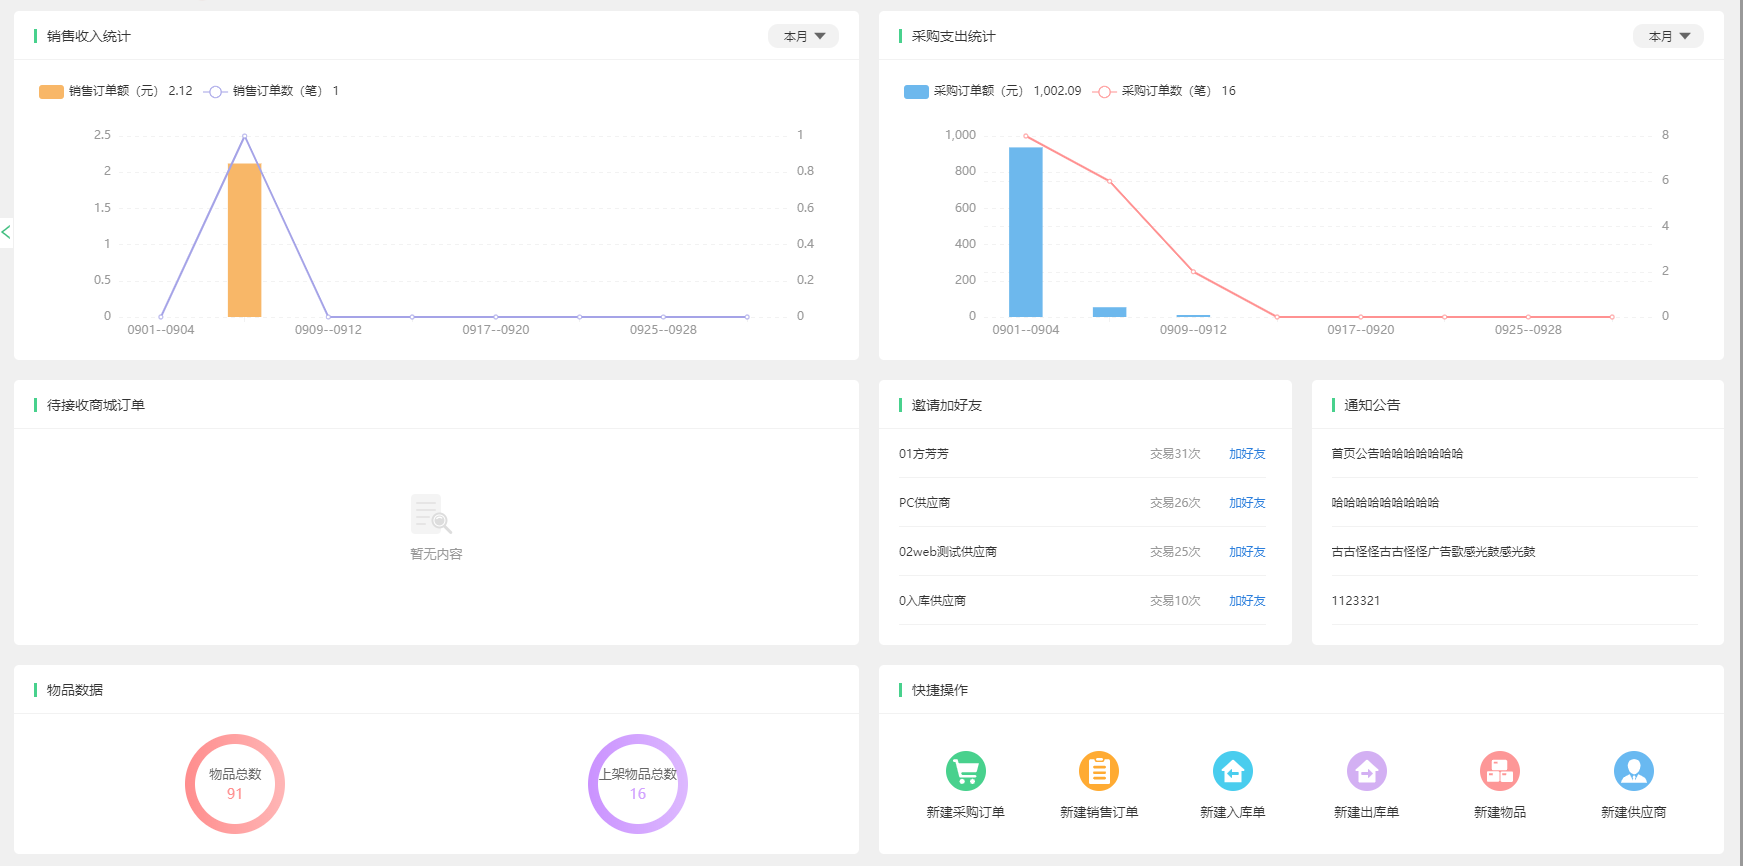 销售收入统计
本月
销售订单额（元） 2.12 销售订单数（笔） 1
2.5
2
1.5
1
0.5
0
1
0.8
0.6
0.4
0.2
0
0901--0904 0909--0912 0917--0920 0925--0928
采购支出统计
本月
采购订单额（元） 1,002.09 采购订单数（笔） 16
1,000
800
600
400
200
0
8
6
4
2
0
0901--0904 0909--0912 0917--0920 0925--0928
待接收商城订单
暂无内容
邀请加好友
01方芳芳 交易31次 加好友
PC供应商 交易26次 加好友
02web测试供应商 交易25次 加好友
0入库供应商 交易10次 加好友
通知公告
首页公告哈哈哈哈哈哈哈
哈哈哈哈哈哈哈哈哈
古古怪怪古古怪怪广告歌感光鼓感光鼓
1123321
物品数据
物品总数
91
上架物品总数
16
快捷操作
新建采购订单 新建销售订单 新建入库单 新建出库单 新建物品 新建供应商